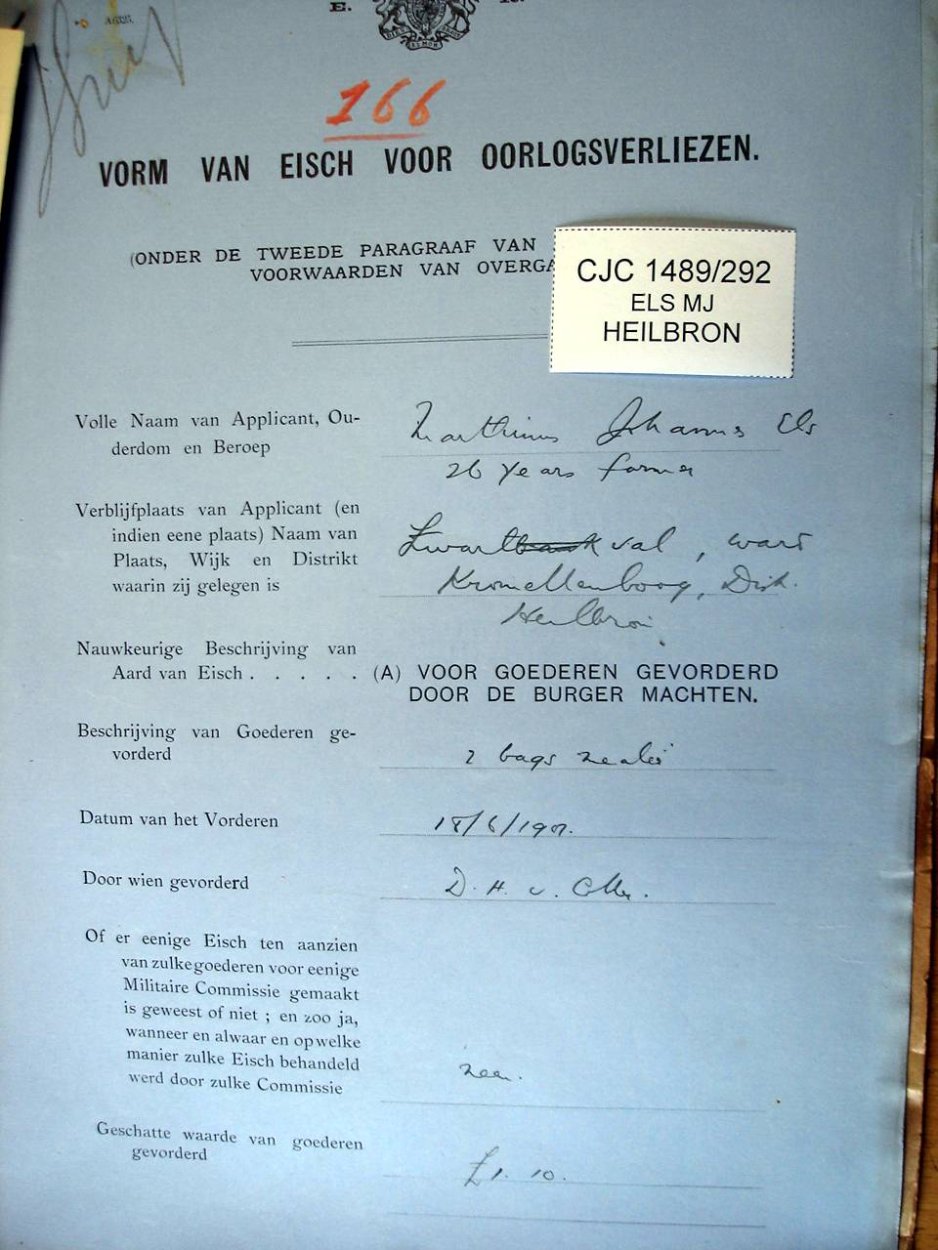 E.
166
VORM VAN EISCH VOOR OORLOGSVERLIEZEN.
(ONDER DE TWEEDE PARAGRAAF VAN
VOORWAARDEN VAN OVERGA
CJC 1489/292
ELS MJ
HEILBRON
Volle Naam van Applicant, Ou-
derdom en Beroep
Marthinus Johannes Els
26 years farmer
Verblijfplaats van Applicant (en
indien eene plaats) Naam van
Plaats, Wijk en Distrikt
waarin zij gelegen is
val, ward
Kromellenboog, Dist.
Heilbron
Nauwkeurige Beschrijving van
Aard van Eisch . . . . . (A) VOOR GOEDEREN GEVORDERD
DOOR DE BURGER MACHTEN.
Beschrijving van Goederen ge-
vorderd
2 bags mealies
Datum van het Vorderen
18/6/1901.
Door wien gevorderd
D. H. v.
Of er eenige Eisch ten aanzien
van zulke goederen voor eenige
Militaire Commissie gemaakt
is geweest of niet ; en zoo ja,
wanneer en alwaar en op welke
manier zulke Eisch behandeld
werd door zulke Commissie
neen.
Geschatte waarde van goederen
gevorderd
£1. 10.